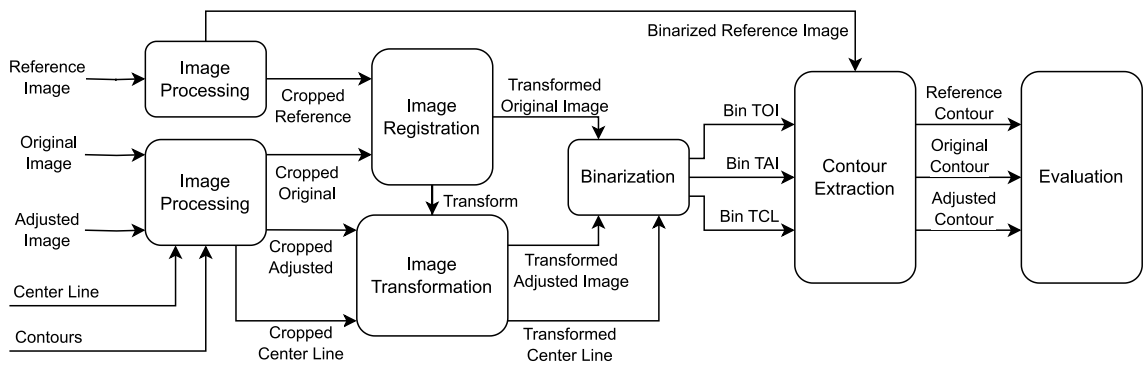 Binarized Reference Image
Reference
Image
Image
Processing
Cropped
Reference
Image
Registration
Transformed
Original Image
Original
Image
Adjusted
Image
Image
Processing
Cropped
Original
Transform
Cropped
Adjusted
Image
Transformation
Cropped
Center Line
Center Line
Contours
Binarization
Transformed
Adjusted Image
Transformed
Center Line
Bin TOI
Bin TAI
Bin TCL
Contour
Extraction
Reference
Contour
Original
Contour
Adjusted
Contour
Evaluation